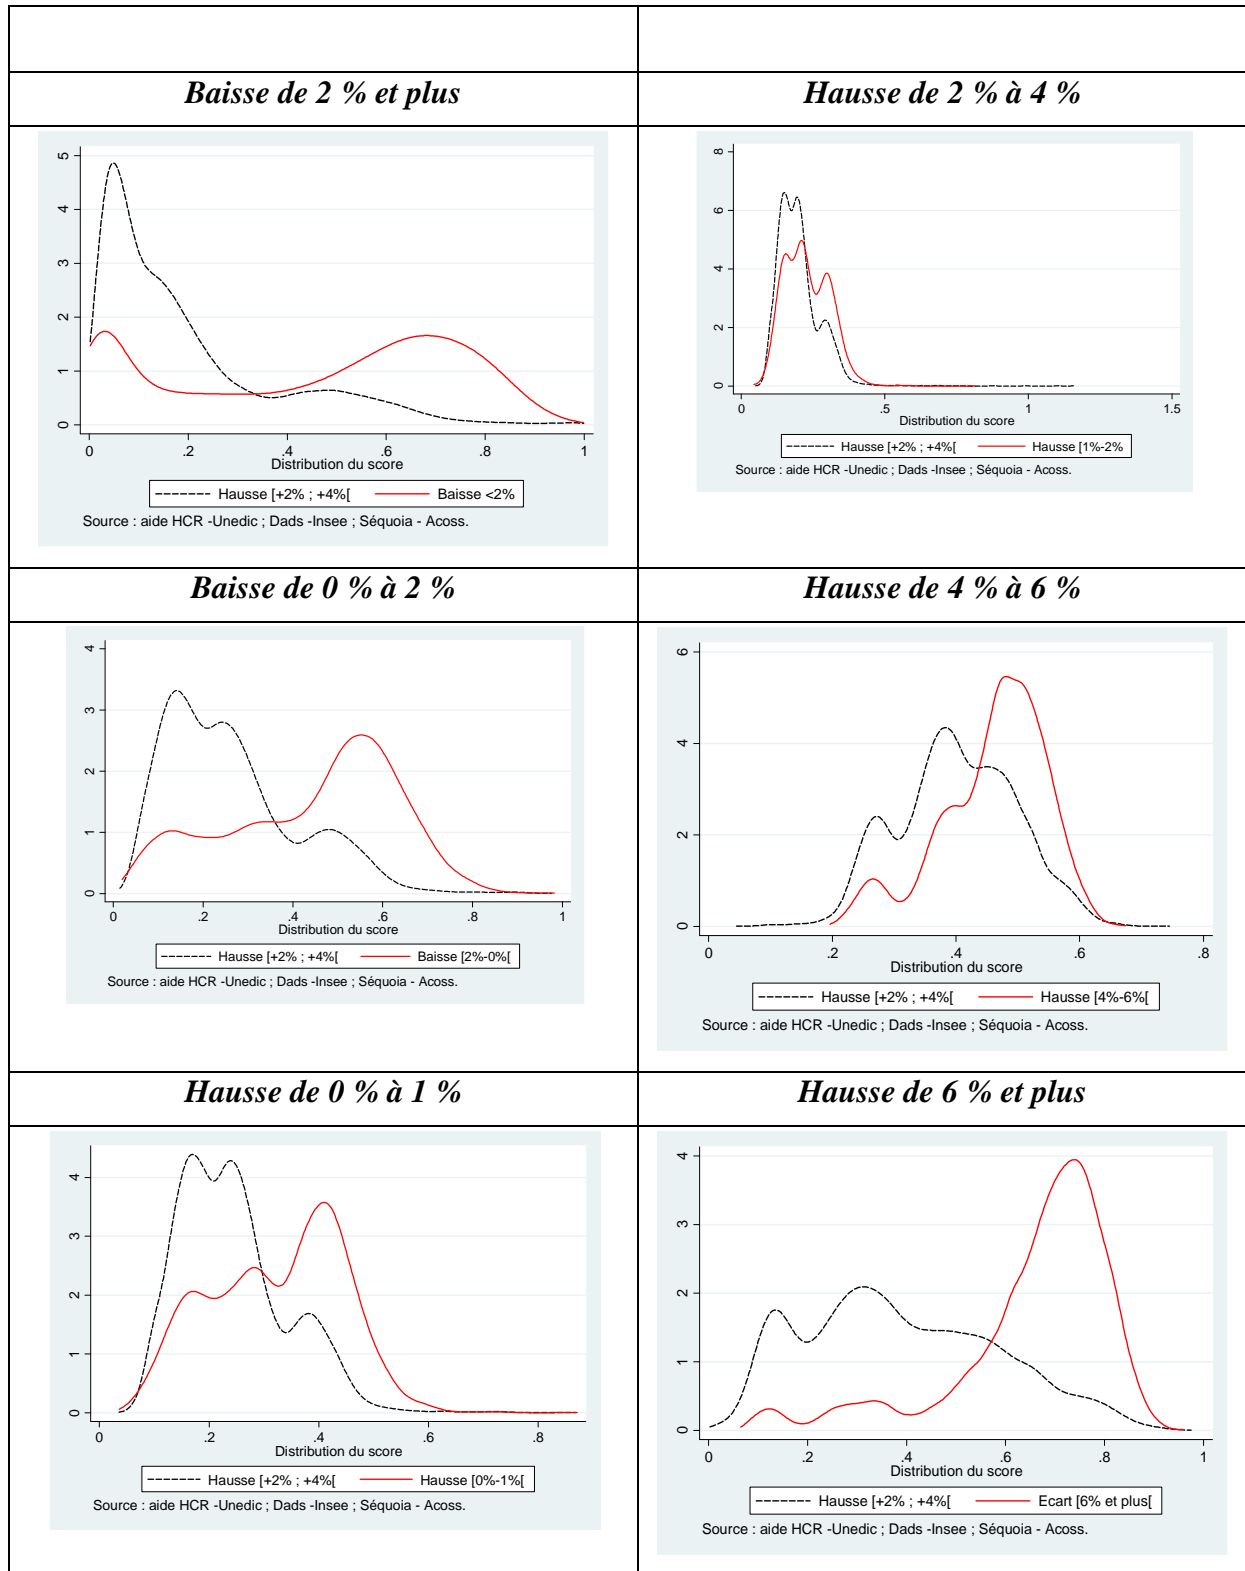 Baisse de 2 % et plus
Hausse de 2 % à 4 %
5
4
3
2
1
0
0
.2
.4
.6
.8
1
Distribution du score
Hausse [+2% ; +4%[
Baisse <2%
Source : aide HCR -Unedic ; Dads -Insee ; Séquoia - Acoss.
8
6
4
2
0
0
.5
1
1.5
Distribution du score
Hausse [+2% ; +4%[
Hausse [1%-2%
Source : aide HCR -Unedic ; Dads -Insee ; Séquoia - Acoss.
Baisse de 0 % à 2 %
Hausse de 4 % à 6 %
4
3
2
1
0
0
.2
.4
.6
.8
1
Distribution du score
Hausse [+2% ; +4%[
Baisse [2%-0%[
Source : aide HCR -Unedic ; Dads -Insee ; Séquoia - Acoss.
6
4
2
0
0
.2
.4
.6
.8
Distribution du score
Hausse [+2% ; +4%[
Hausse [4%-6%[
Source : aide HCR -Unedic ; Dads -Insee ; Séquoia - Acoss.
Hausse de 0 % à 1 %
Hausse de 6 % et plus
4
3
2
1
0
0
.2
.4
.6
.8
Distribution du score
Hausse [+2% ; +4%[
Hausse [0%-1%[
Source : aide HCR -Unedic ; Dads -Insee ; Séquoia - Acoss.
4
3
2
1
0
0
.2
.4
.6
.8
1
Distribution du score
Hausse [+2% ; +4%[
Ecart [6% et plus[
Source : aide HCR -Unedic ; Dads -Insee ; Séquoia - Acoss.